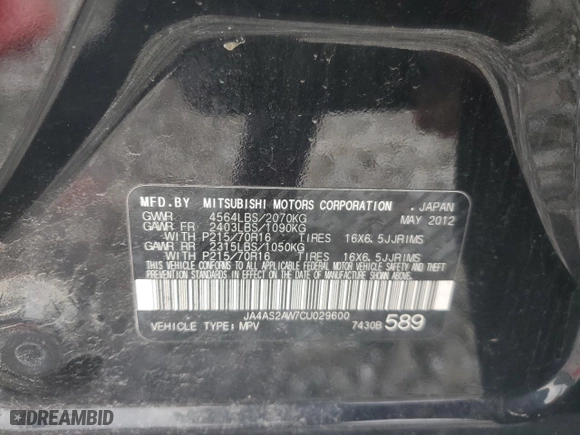 MFD.BY MITSUBISHI MOTORS CORPORATION . JAPAN
GVWR 4564LBS/2070KG MAY 2012
GAWR FR 2403LBS/1090KG
WITH P215/70R16 TIRES 16X6.5JJRIMS
GAWR RR 2315LBS/1050KG
WITH P215/70R16 TIRES 16X6.5JJRIMS
THIS VEHICLE CONFORMS TO ALL APPLICABLE FEDERAL MOTOR
VEHICLE SAFETY AND THEFT PREVENTION STANDARDS IN
EFFECT ON THE DATE OF MANUFACTURE SHOWN ABOVE.
JA4AS2AW7CU029600
VEHICLE TYPE: MPV 7430B 589
DREAMBID